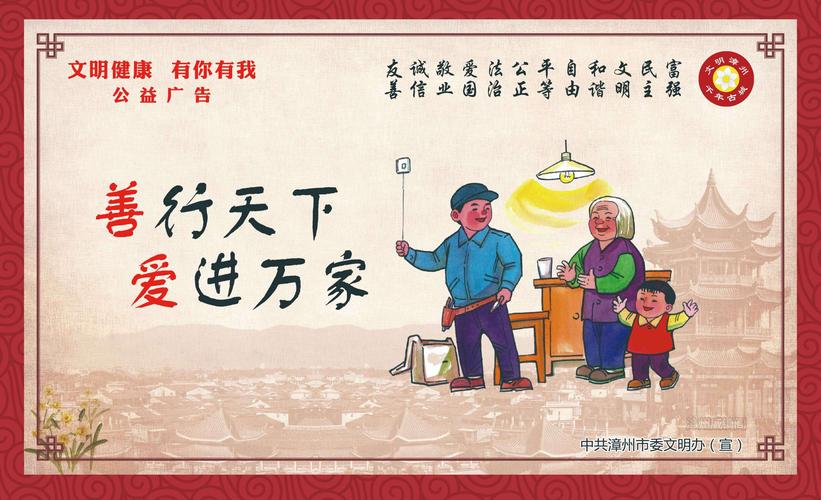 文明健康 有你有我
公益广告
友诚敬爱法公平自和文民富
善信业国治正等由谐明主强
文明漳州
千年古城
善行天下
爱进万家
中共漳州市委文明办（宣）